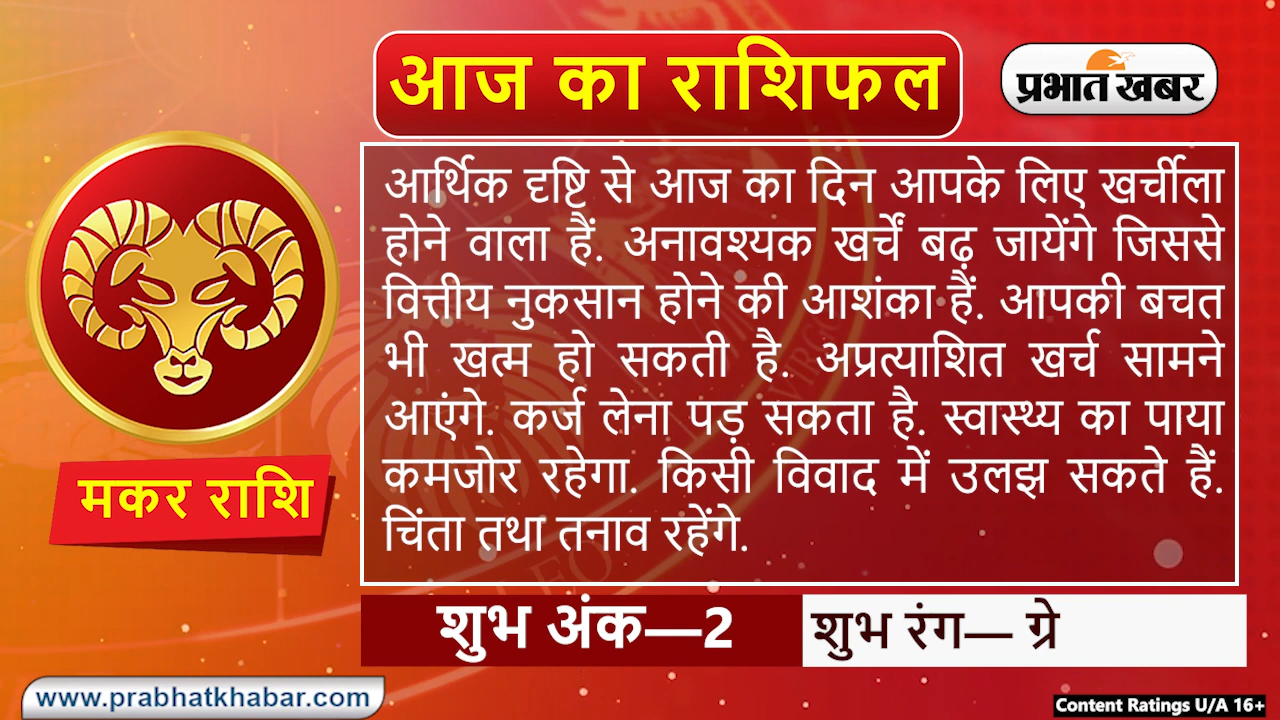 आज का राशिफल
प्रभात खबर
आर्थिक दृष्टि से आज का दिन आपके लिए खर्चीला
होने वाला हैं. अनावश्यक खर्चें बढ़ जायेंगे जिससे
वित्तीय नुकसान होने की आशंका हैं. आपकी बचत
भी खत्म हो सकती है. अप्रत्याशित खर्च सामने
आएंगे. कर्ज लेना पड़ सकता है. स्वास्थ्य का पाया
कमजोर रहेगा. किसी विवाद में उलझ सकते हैं.
चिंता तथा तनाव रहेंगे.
मकर राशि
शुभ अंक—2
शुभ रंग— ग्रे
www.prabhatkhabar.com
Content Ratings U/A 16+
LEO
VIRGO